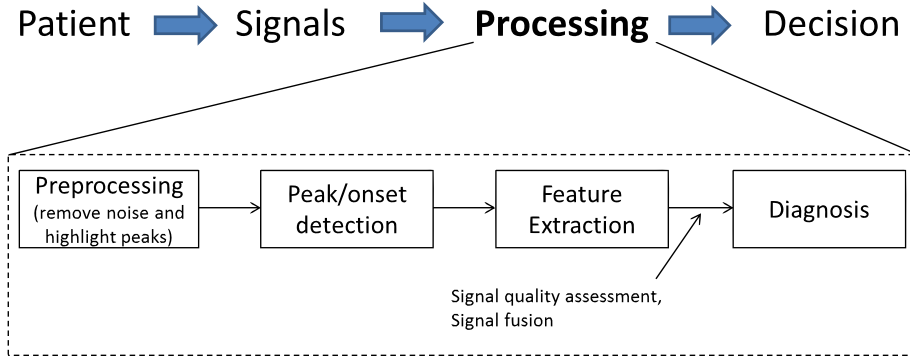 Patient Signals Processing Decision
Preprocessing
(remove noise and
highlight peaks)
Peak/onset
detection
Feature
Extraction
Diagnosis
Signal quality assessment,
Signal fusion